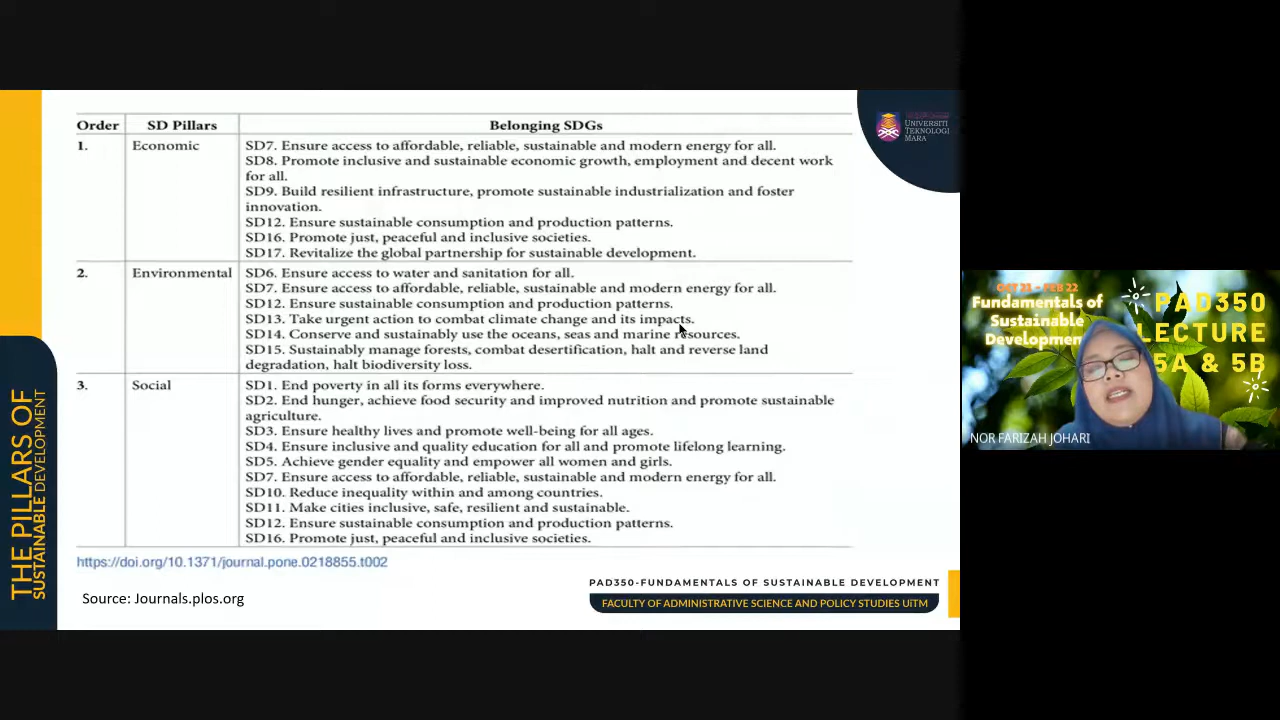 Order SD Pillars Belonging SDGs
1. Economic SD7. Ensure access to affordable, reliable, sustainable and modern energy for all.
SD8. Promote inclusive and sustainable economic growth, employment and decent work
for all.
SD9. Build resilient infrastructure, promote sustainable industrialization and foster
innovation.
SD12. Ensure sustainable consumption and production patterns.
SD16. Promote just, peaceful and inclusive societies.
SD17. Revitalize the global partnership for sustainable development.
2. Environmental SD6. Ensure access to water and sanitation for all.
SD7. Ensure access to affordable, reliable, sustainable and modern energy for all.
SD12. Ensure sustainable consumption and production patterns.
SD13. Take urgent action to combat climate change and its impacts.
SD14. Conserve and sustainably use the oceans, seas and marine resources.
SD15. Sustainably manage forests, combat desertification, halt and reverse land
degradation, halt biodiversity loss.
3. Social SD1. End poverty in all its forms everywhere.
SD2. End hunger, achieve food security and improved nutrition and promote sustainable
agriculture.
SD3. Ensure healthy lives and promote well-being for all ages.
SD4. Ensure inclusive and quality education for all and promote lifelong learning.
SD5. Achieve gender equality and empower all women and girls.
SD7. Ensure access to affordable, reliable, sustainable and modern energy for all.
SD10. Reduce inequality within and among countries.
SD11. Make cities inclusive, safe, resilient and sustainable.
SD12. Ensure sustainable consumption and production patterns.
SD16. Promote just, peaceful and inclusive societies.
https://doi.org/10.1371/journal.pone.0218855.t002
Source: Journals.plos.org
PAD350-FUNDAMENTALS OF SUSTAINABLE DEVELOPMENT
FACULTY OF ADMINISTRATIVE SCIENCE AND POLICY STUDIES UiTM
THE PILLARS OF
SUSTAINABLE DEVELOPMENT
UNIVERSITI
TEKNOLOGI
MARA
OCT 21 - FEB 22
Fundamentals of
Sustainable
Developmen
PAD350
LECTURE
5A & 5B
NOR FARIZAH JOHARI